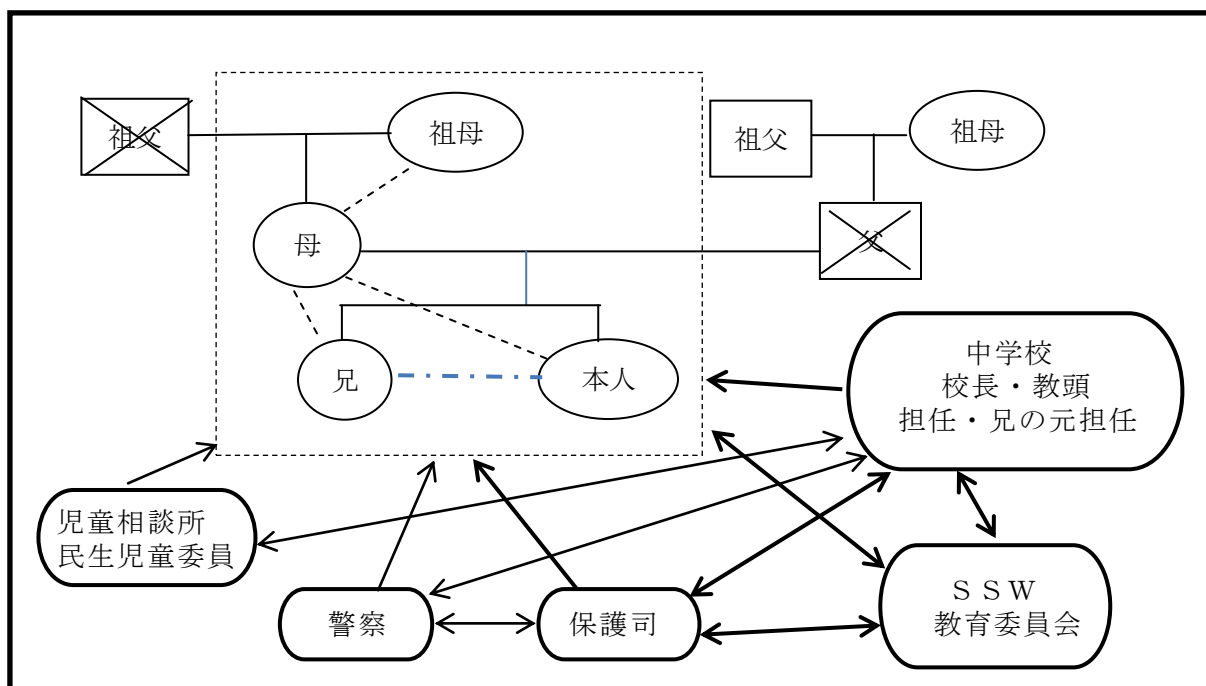 祖父
祖母
祖父
祖母
母
父
兄
本人
中学校
校長・教頭
担任・兄の元担任
児童相談所
民生児童委員
警察
保護司
ＳＳＷ
教育委員会